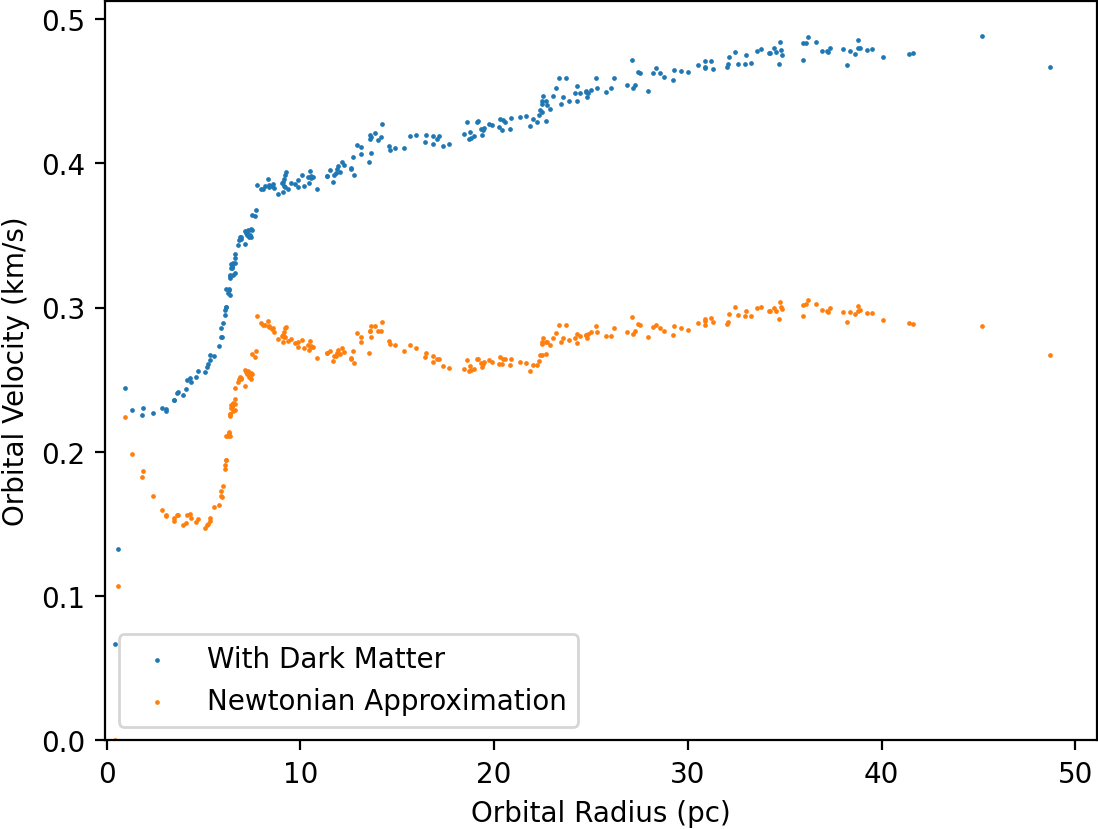 0.5
0.4
0.3
0.2
0.1
0.0
Orbital Velocity (km/s)
With Dark Matter
Newtonian Approximation
0 10 20 30 40 50
Orbital Radius (pc)